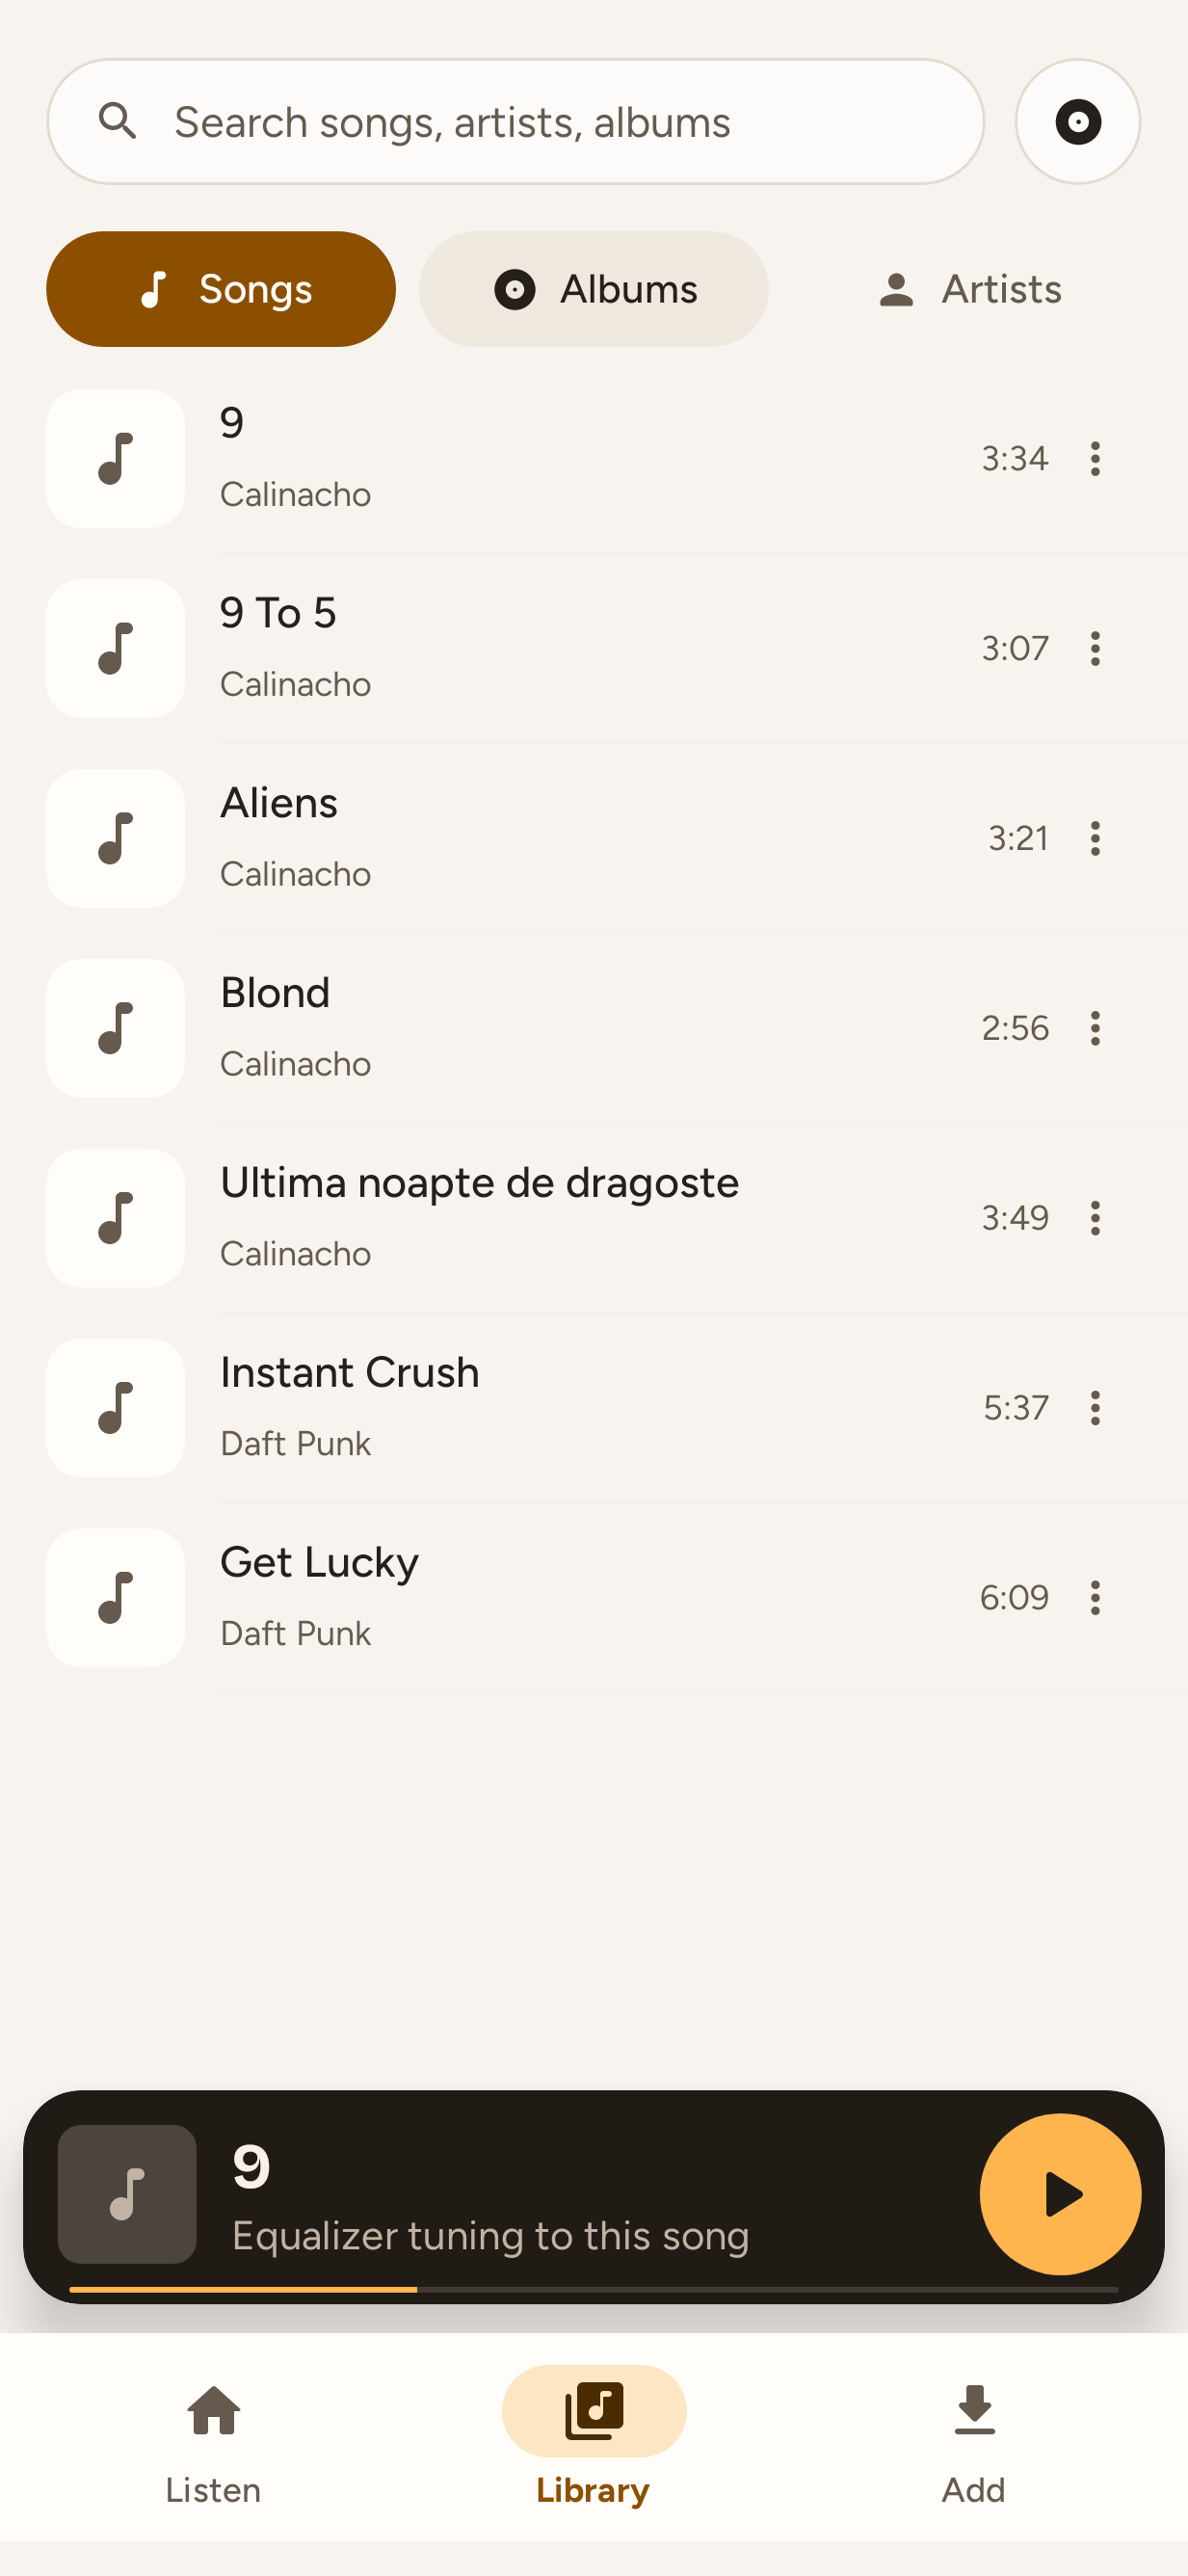 Search songs, artists, albums
Songs
Albums
Artists
9
Calinacho
3:34
9 To 5
Calinacho
3:07
Aliens
Calinacho
3:21
Blond
Calinacho
2:56
Ultima noapte de dragoste
Calinacho
3:49
Instant Crush
Daft Punk
5:37
Get Lucky
Daft Punk
6:09
9
Equalizer tuning to this song
Listen
Library
Add